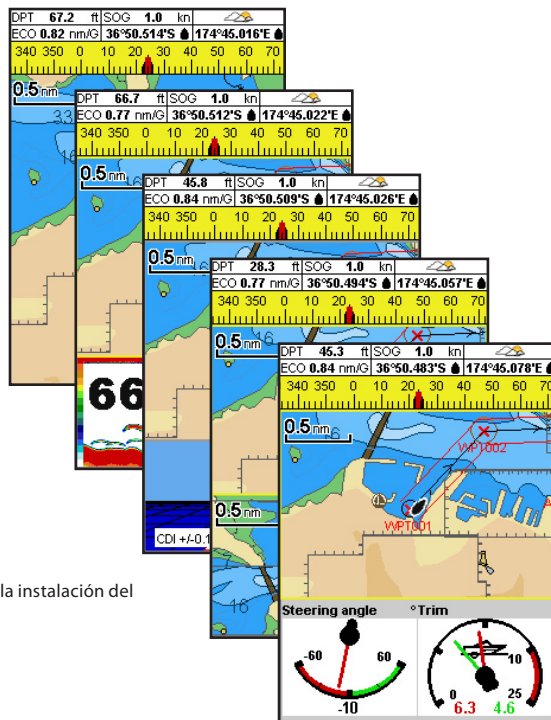 DPT 67.2 ft SOG 1.0 kn
ECO 0.82 nm/G 36°50.514'S 174°45.016'E
340 350 0 10 20 30 40 50 60 70
0.5 nm
33
16
DPT 66.7 ft SOG 1.0 kn
ECO 0.77 nm/G 36°50.512'S 174°45.022'E
340 350 0 10 20 30 40 50 60 70
0.5 nm
66
DPT 45.8 ft SOG 1.0 kn
ECO 0.84 nm/G 36°50.509'S 174°45.026'E
340 350 0 10 20 30 40 50 60 70
0.5 nm 16
CDI +/-0.1
DPT 28.3 ft SOG 1.0 kn
ECO 0.77 nm/G 36°50.494'S 174°45.057'E
340 350 0 10 20 30 40 50 60 70
0.5 nm 16
0.5 nm
16
DPT 45.3 ft SOG 1.0 kn
ECO 0.84 nm/G 36°50.483'S 174°45.078'E
340 350 0 10 20 30 40 50 60 70
0.5 nm
WPT002
WPT001
la instalación del
Steering angle ° Trim
-60 60 -10
10 0 25
6.3 4.6